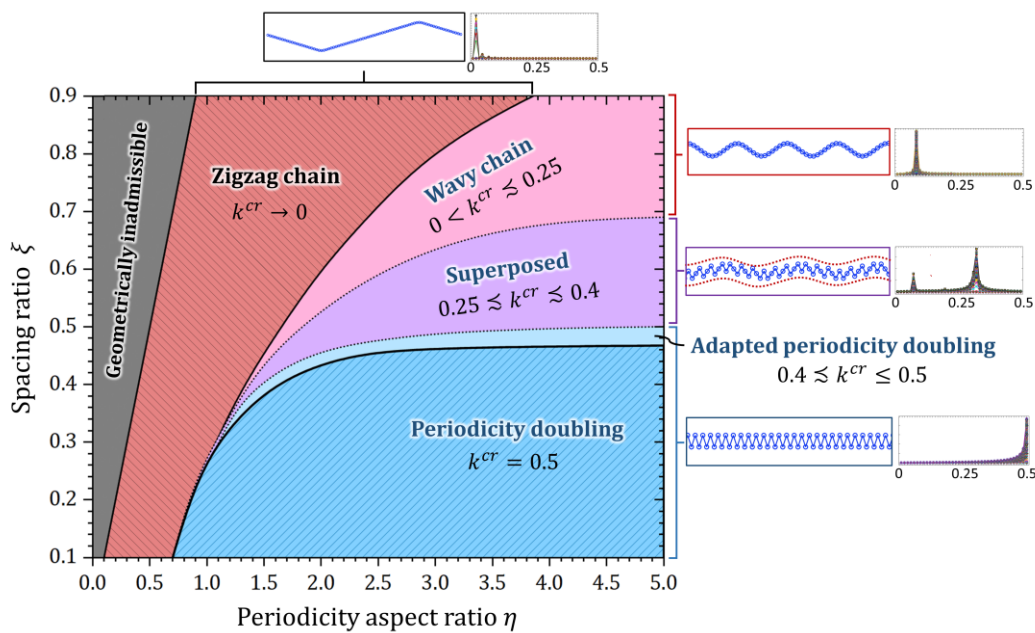 0 0.25 0.5
0.9
0.8
0.7
0.6
0.5
0.4
0.3
0.2
0.1
Spacing ratio ξ
Geometrically inadmissible
Zigzag chain
k^cr → 0
Wavy chain
0 < k^cr ≲ 0.25
Superposed
0.25 ≲ k^cr ≲ 0.4
Periodicity doubling
k^cr = 0.5
0 0.25 0.5
0 0.25 0.5
Adapted periodicity doubling
0.4 ≲ k^cr ≤ 0.5
0 0.25 0.5
0.0 0.5 1.0 1.5 2.0 2.5 3.0 3.5 4.0 4.5 5.0
Periodicity aspect ratio η